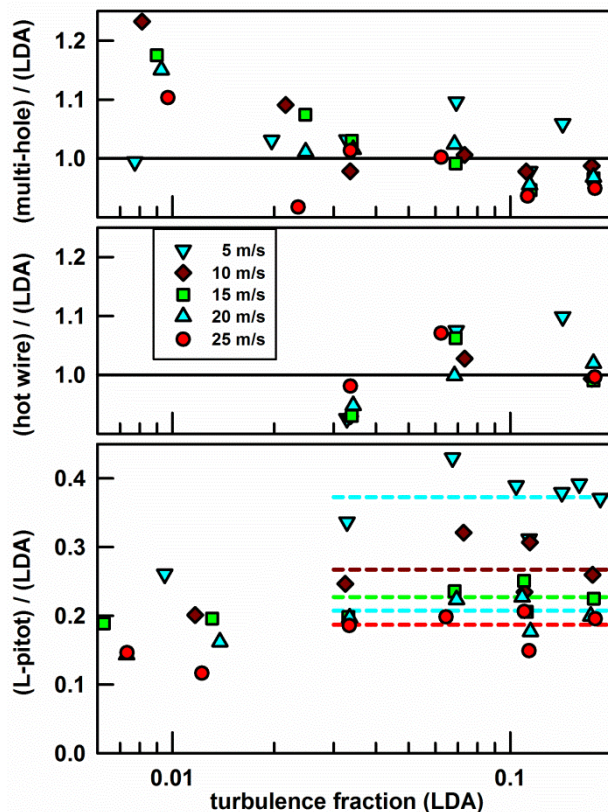 (multi-hole) / (LDA)
1.2
1.1
1.0
(hot wire) / (LDA)
1.2
1.1
1.0
5 m/s
10 m/s
15 m/s
20 m/s
25 m/s
(L-pitot) / (LDA)
0.4
0.3
0.2
0.1
0.0
0.01
0.1
turbulence fraction (LDA)